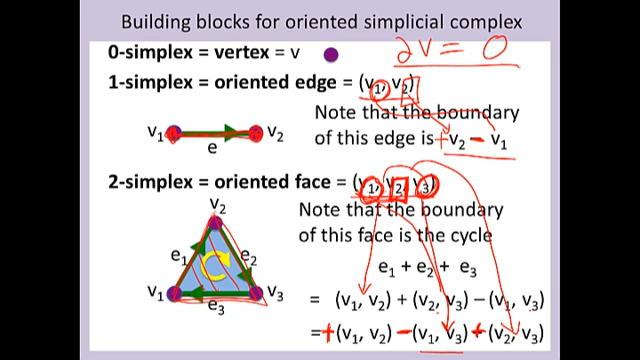 Building blocks for oriented simplicial complex
0-simplex = vertex = v
∂v = 0
1-simplex = oriented edge = (v₁, v₂)
Note that the boundary
v₁ v₂
of this edge is +v₂ − v₁
e
2-simplex = oriented face = (v₁, v₂, v₃)
v₂
Note that the boundary
of this face is the cycle
e₁ e₂
e₁ + e₂ + e₃
v₁ v₃
e₃
= (v₁, v₂) + (v₂, v₃) − (v₁, v₃)
= +(v₁, v₂) − (v₁, v₃) + (v₂, v₃)